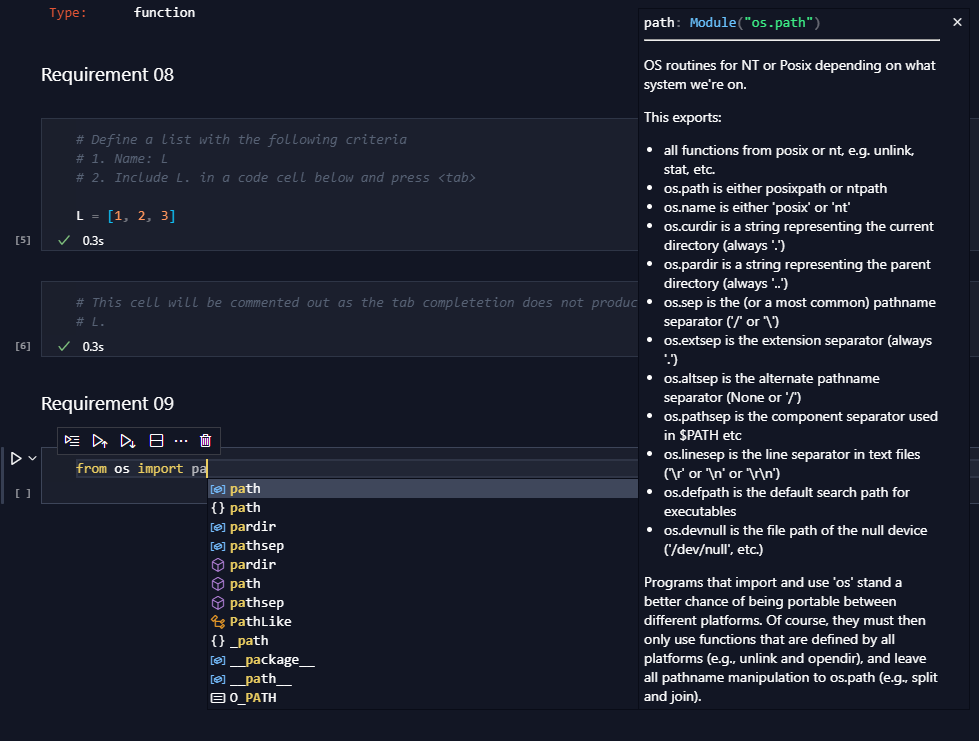 Type: function
Requirement 08
# Define a list with the following criteria
# 1. Name: L
# 2. Include L. in a code cell below and press <tab>
L = [1, 2, 3]
[5] 0.3s
# This cell will be commented out as the tab completetion does not produc
# L.
[6] 0.3s
Requirement 09
from os import pa
[ ]
path
path
pardir
pathsep
pardir
path
pathsep
PathLike
_path
__package__
__path__
O_PATH
path: Module("os.path")
OS routines for NT or Posix depending on what
system we're on.
This exports:
• all functions from posix or nt, e.g. unlink,
stat, etc.
• os.path is either posixpath or ntpath
• os.name is either 'posix' or 'nt'
• os.curdir is a string representing the current
directory (always '.')
• os.pardir is a string representing the parent
directory (always '..')
• os.sep is the (or a most common) pathname
separator ('/' or '\')
• os.extsep is the extension separator (always
'.')
• os.altsep is the alternate pathname
separator (None or '/')
• os.pathsep is the component separator used
in $PATH etc
• os.linesep is the line separator in text files
('\r' or '\n' or '\r\n')
• os.defpath is the default search path for
executables
• os.devnull is the file path of the null device
('/dev/null', etc.)
Programs that import and use 'os' stand a
better chance of being portable between
different platforms. Of course, they must then
only use functions that are defined by all
platforms (e.g., unlink and opendir), and leave
all pathname manipulation to os.path (e.g., split
and join).